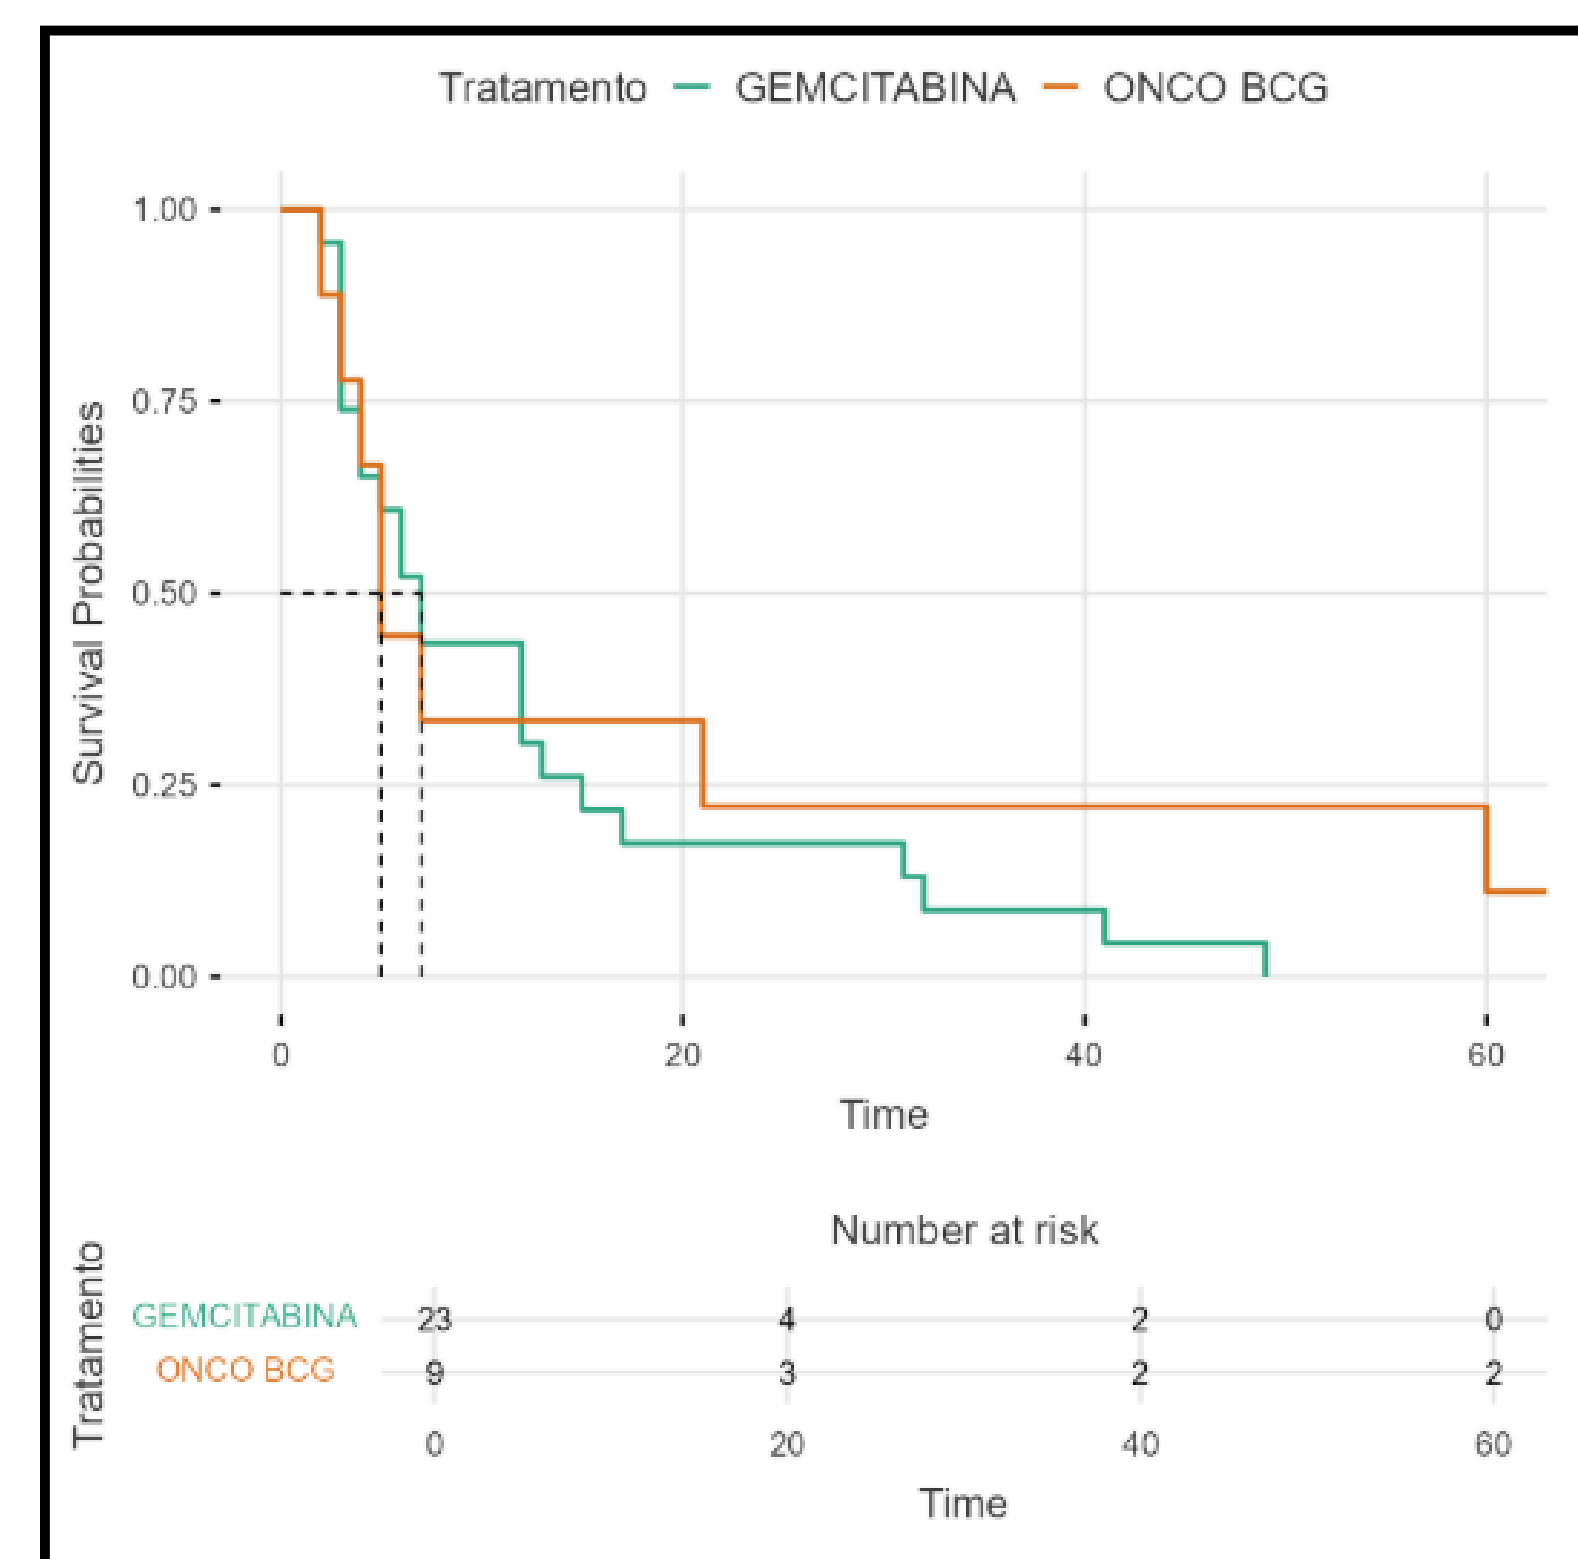 Tratamento GEMCITABINA ONCO BCG
Survival Probabilities
1.00
0.75
0.50
0.25
0.00
0 20 40 60
Time
Number at risk
Tratamento
GEMCITABINA 23 4 2 0
ONCO BCG 9 3 2 2
0 20 40 60
Time